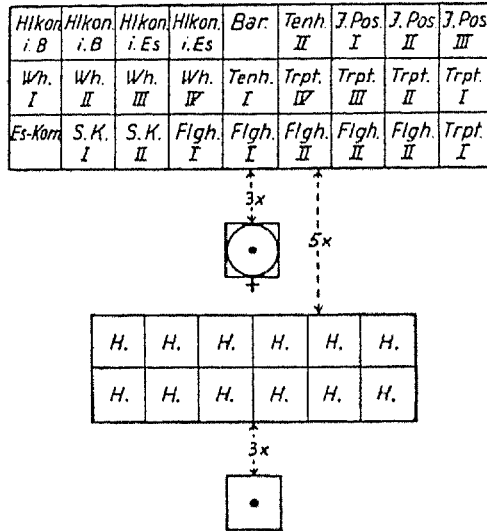 Hlkon. Hlkon. Hlkon. Hlkon. Bar. Tenh. J.Pos. J.Pos. J.Pos.
i.B i.B i.Es i.Es II I II III
Wh. Wh. Wh. Wh. Tenh. Trpt. Trpt. Trpt. Trpt.
I II III IV I IV III II I
Es-Kom. S.K. S.K. Flgh. Flgh. Flgh. Flgh. Flgh. Trpt.
I II I I II II II I
3x
5x
H. H. H. H. H. H.
H. H. H. H. H. H.
3x